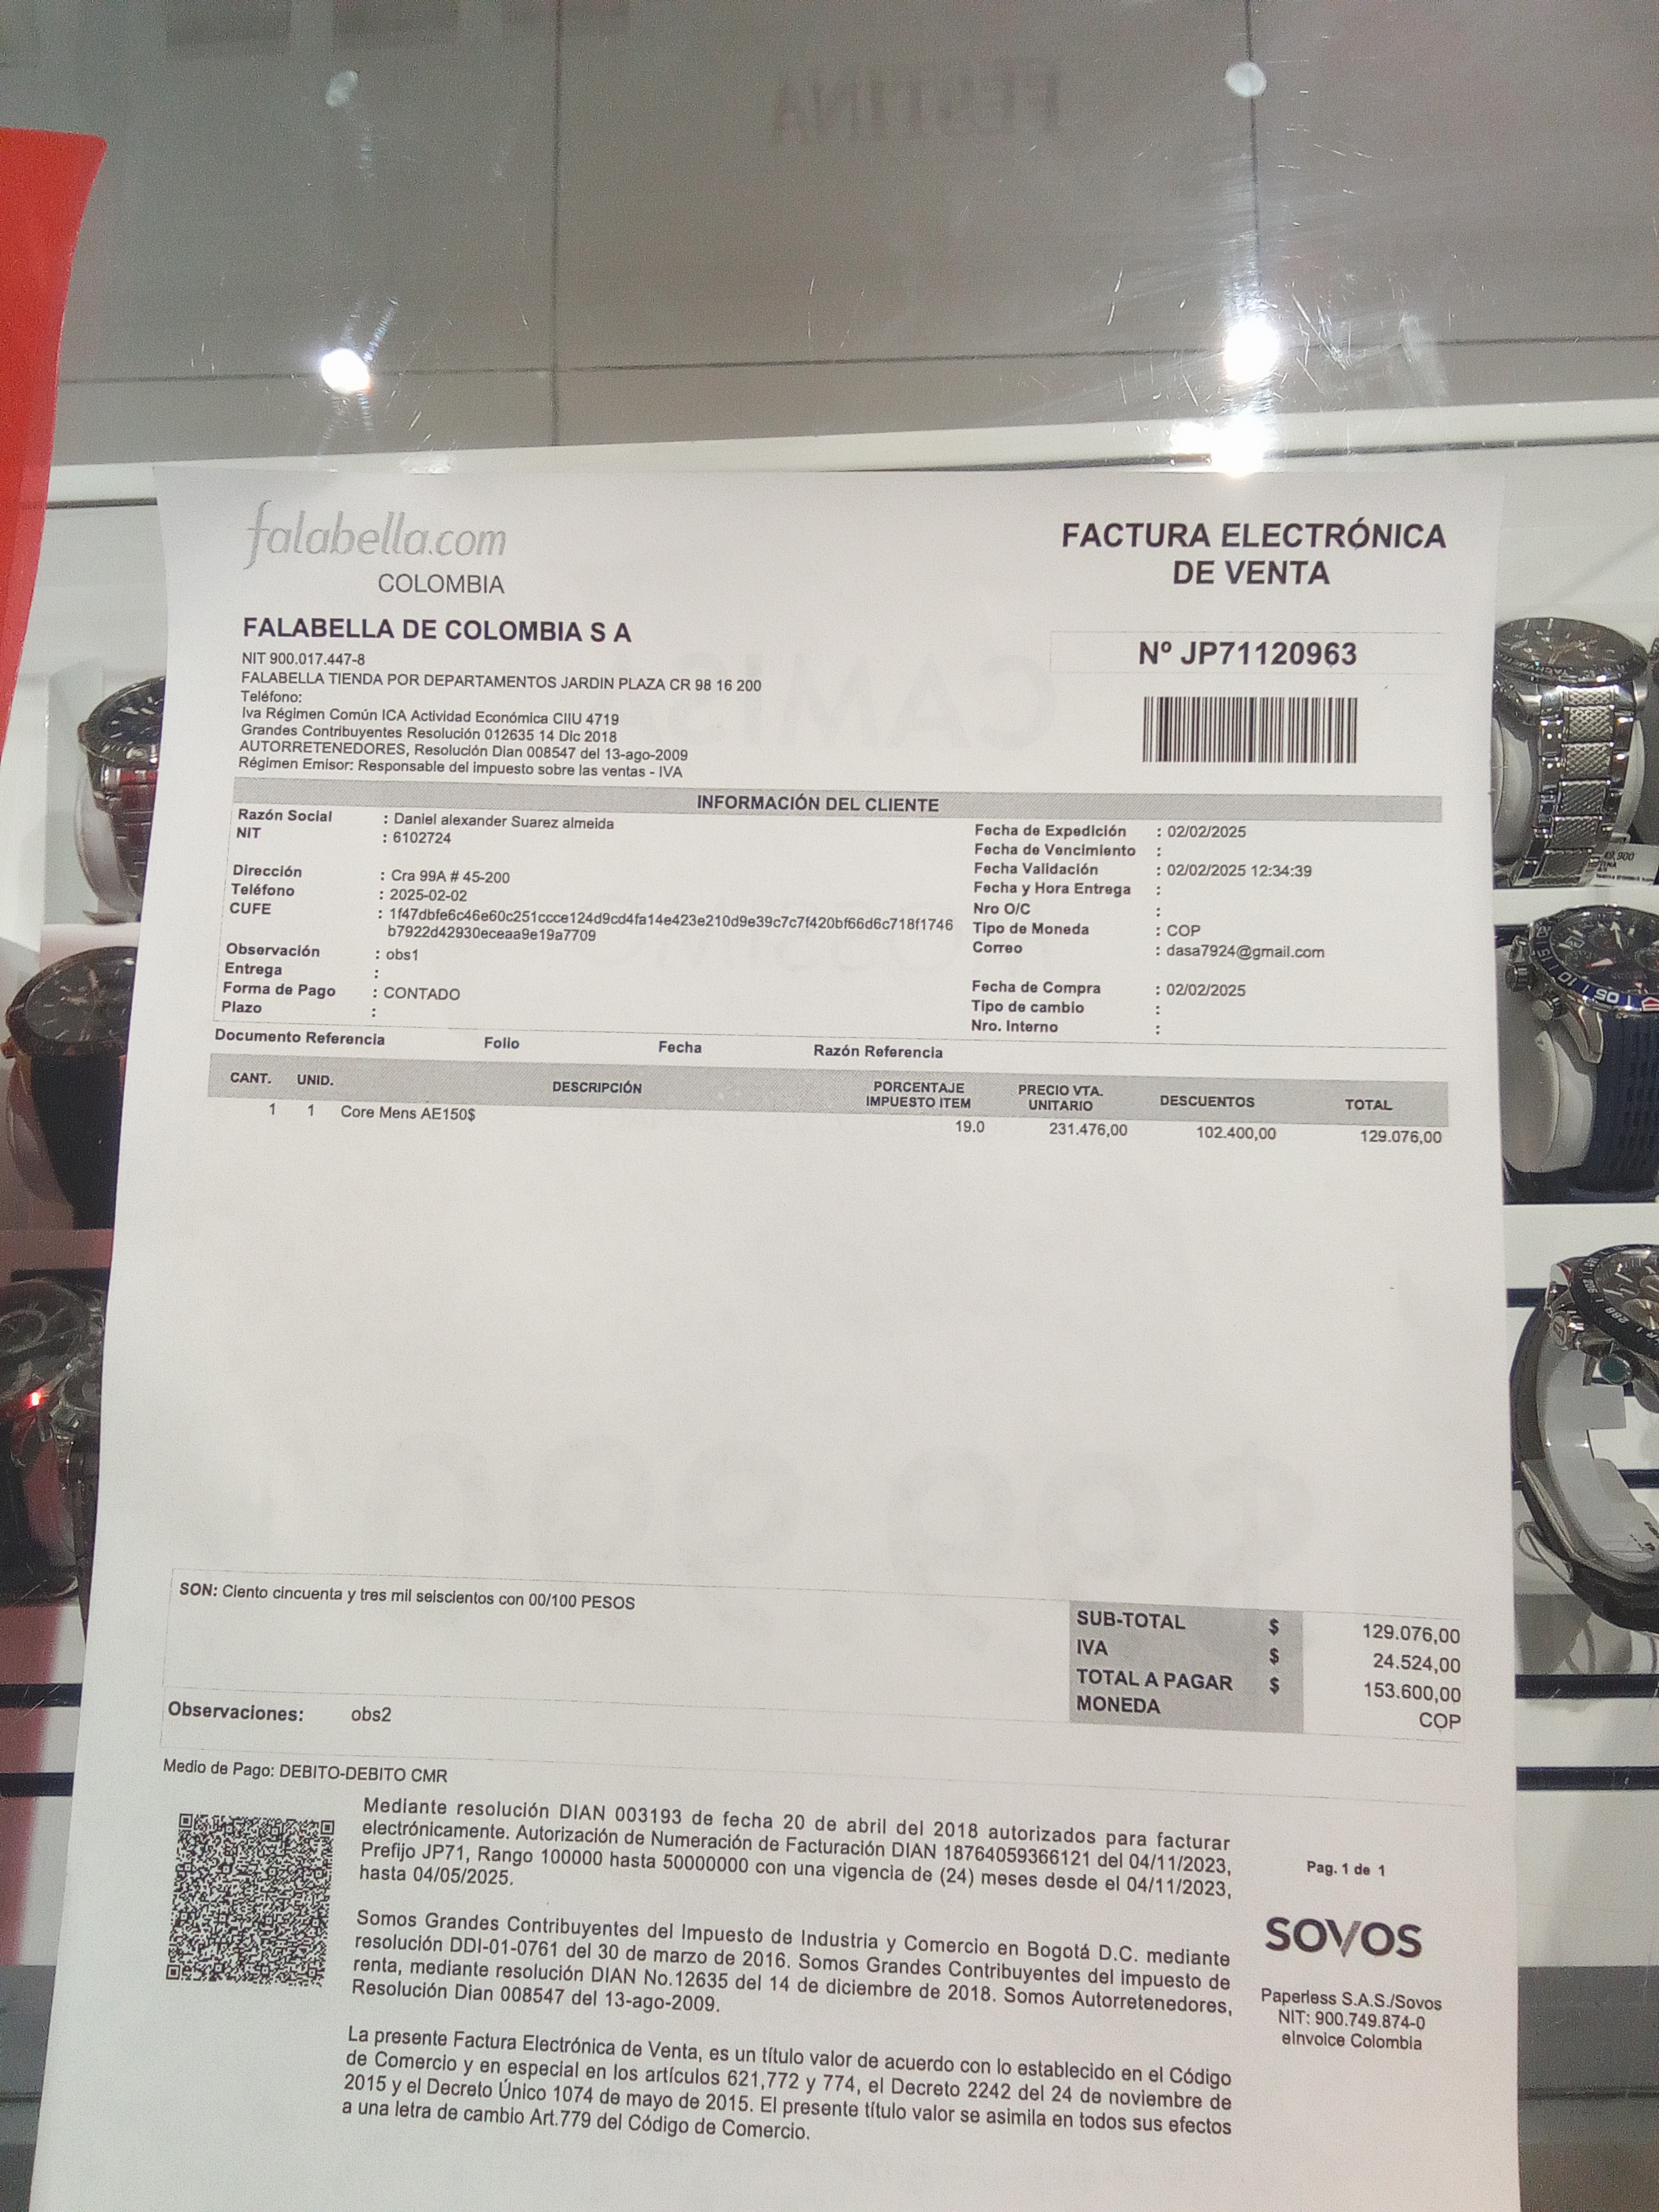 FESTINA
falabella.com
COLOMBIA
FACTURA ELECTRÓNICA
DE VENTA
FALABELLA DE COLOMBIA S A
Nº JP71120963
NIT 900.017.447-8
FALABELLA TIENDA POR DEPARTAMENTOS JARDIN PLAZA CR 98 16 200
Teléfono:
Iva Régimen Común ICA Actividad Económica CIIU 4719
Grandes Contribuyentes Resolución 012635 14 Dic 2018
AUTORRETENEDORES, Resolución Dian 008547 del 13-ago-2009
Régimen Emisor: Responsable del impuesto sobre las ventas - IVA
INFORMACIÓN DEL CLIENTE
Razón Social : Daniel alexander Suarez almeida
NIT : 6102724
Dirección : Cra 99A # 45-200
Teléfono : 2025-02-02
CUFE : 1f47dbfe6c46e60c251ccce124d9cd4fa14e423e210d9e39c7c7f420bf66d6c718f1746
b7922d42930eceaa9e19a7709
Observación : obs1
Entrega :
Forma de Pago : CONTADO
Plazo :
Fecha de Expedición : 02/02/2025
Fecha de Vencimiento :
Fecha Validación : 02/02/2025 12:34:39
Fecha y Hora Entrega :
Nro O/C :
Tipo de Moneda : COP
Correo : dasa7924@gmail.com
Fecha de Compra : 02/02/2025
Tipo de cambio :
Nro. Interno :
Documento Referencia Folio Fecha Razón Referencia
CANT. UNID. DESCRIPCIÓN PORCENTAJE IMPUESTO ITEM PRECIO VTA. UNITARIO DESCUENTOS TOTAL
1 1 Core Mens AE150$ 19.0 231.476,00 102.400,00 129.076,00
SON: Ciento cincuenta y tres mil seiscientos con 00/100 PESOS
SUB-TOTAL $ 129.076,00
IVA $ 24.524,00
TOTAL A PAGAR $ 153.600,00
MONEDA COP
Observaciones: obs2
Medio de Pago: DEBITO-DEBITO CMR
Mediante resolución DIAN 003193 de fecha 20 de abril del 2018 autorizados para facturar
electrónicamente. Autorización de Numeración de Facturación DIAN 18764059366121 del 04/11/2023,
Prefijo JP71, Rango 100000 hasta 50000000 con una vigencia de (24) meses desde el 04/11/2023,
hasta 04/05/2025.
Pag. 1 de 1
Somos Grandes Contribuyentes del Impuesto de Industria y Comercio en Bogotá D.C. mediante
resolución DDI-01-0761 del 30 de marzo de 2016. Somos Grandes Contribuyentes del impuesto de
renta, mediante resolución DIAN No.12635 del 14 de diciembre de 2018. Somos Autorretenedores,
Resolución Dian 008547 del 13-ago-2009.
SOVOS
Paperless S.A.S./Sovos
NIT: 900.749.874-0
eInvoice Colombia
La presente Factura Electrónica de Venta, es un título valor de acuerdo con lo establecido en el Código
de Comercio y en especial en los artículos 621,772 y 774, el Decreto 2242 del 24 de noviembre de
2015 y el Decreto Único 1074 de mayo de 2015. El presente título valor se asimila en todos sus efectos
a una letra de cambio Art.779 del Código de Comercio.